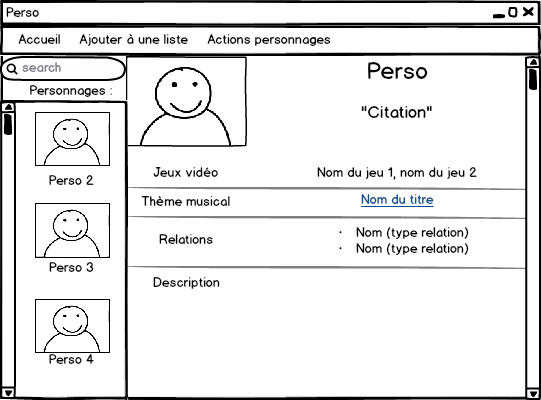 Perso
Accueil Ajouter à une liste Actions personnages
search
Personnages :
Perso 2
Perso 3
Perso 4
Perso
"Citation"
Jeux vidéo Nom du jeu 1, nom du jeu 2
Thème musical Nom du titre
Relations
· Nom (type relation)
· Nom (type relation)
Description